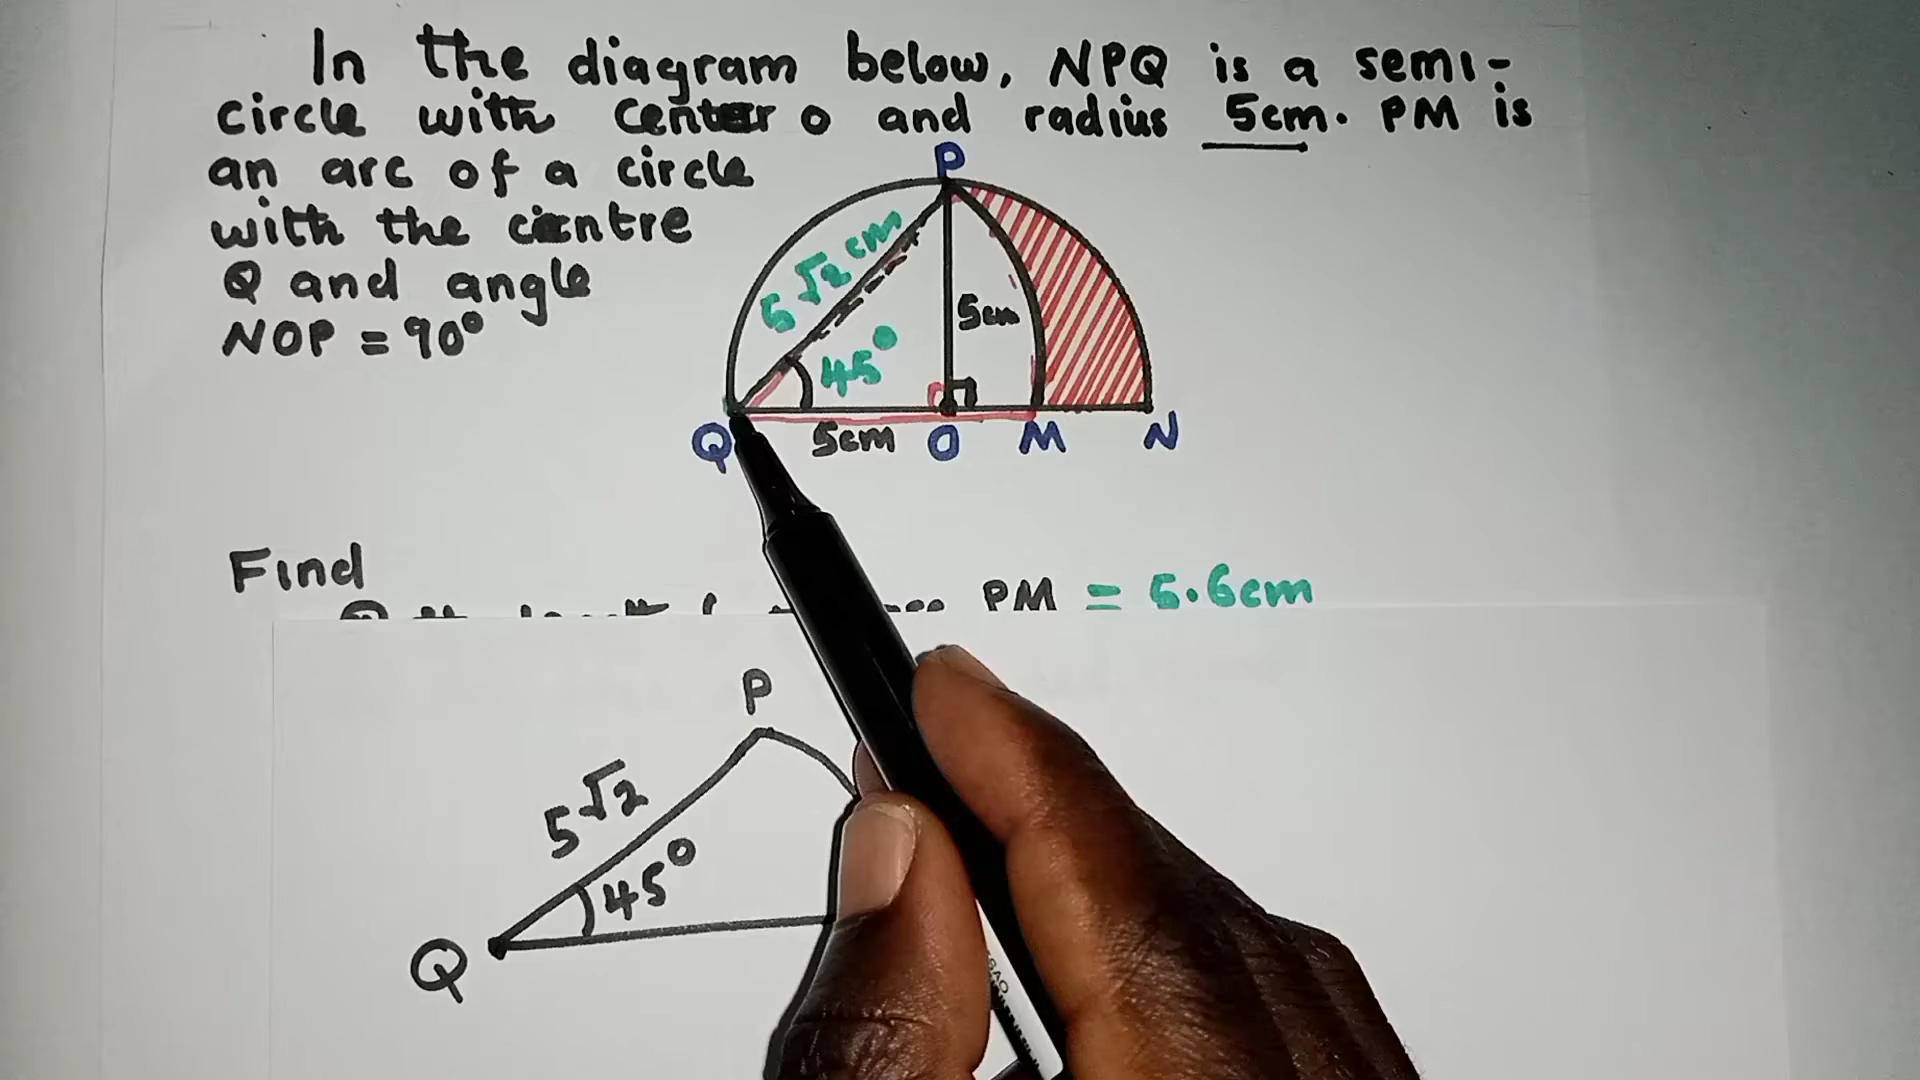 In the diagram below, NPQ is a semi-
circle with center O and radius 5cm. PM is
an arc of a circle
with the centre
Q and angle
NOP = 90°
P
5√2 cm
5cm
45°
Q 5cm O M N
Find
PM = 5.6cm
P
5√2
45°
Q